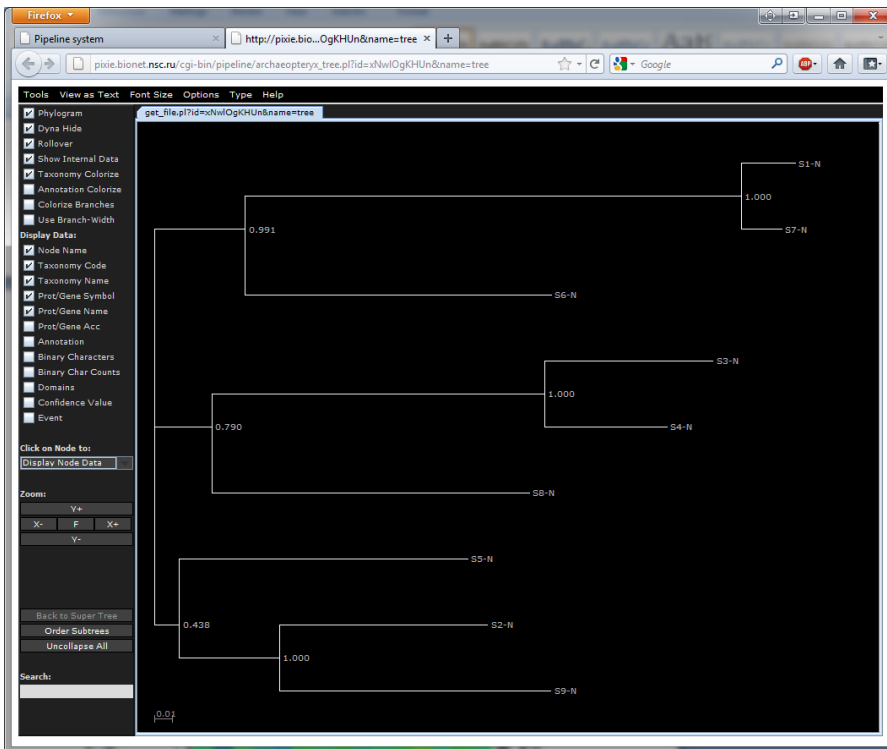 Firefox
Pipeline system × http://pixie.bio...OgKHUn&name=tree × +
pixie.bionet.nsc.ru/cgi-bin/pipeline/archaeopteryx_tree.pl?id=xNwlOgKHUn&name=tree Google ABP
Tools View as Text Font Size Options Type Help
get_file.pl?id=xNwlOgKHUn&name=tree
Phylogram
Dyna Hide
Rollover
Show Internal Data
Taxonomy Colorize
Annotation Colorize
Colorize Branches
Use Branch-Width
Display Data:
Node Name
Taxonomy Code
Taxonomy Name
Prot/Gene Symbol
Prot/Gene Name
Prot/Gene Acc
Annotation
Binary Characters
Binary Char Counts
Domains
Confidence Value
Event
Click on Node to:
Display Node Data
Zoom:
Y+
X- F X+
Y-
Back to Super Tree
Order Subtrees
Uncollapse All
Search:
S1-N
1.000
S7-N
0.991
S6-N
S3-N
1.000
S4-N
0.790
S8-N
S5-N
0.438
S2-N
1.000
S9-N
0.01